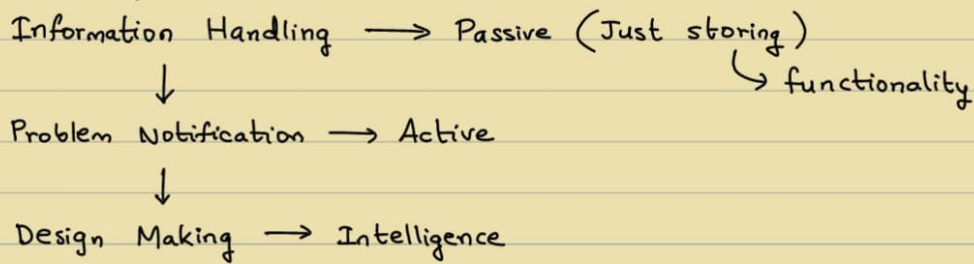 Information Handling → Passive (Just storing)
↳ functionality
↓
Problem Notification → Active
↓
Design Making → Intelligence